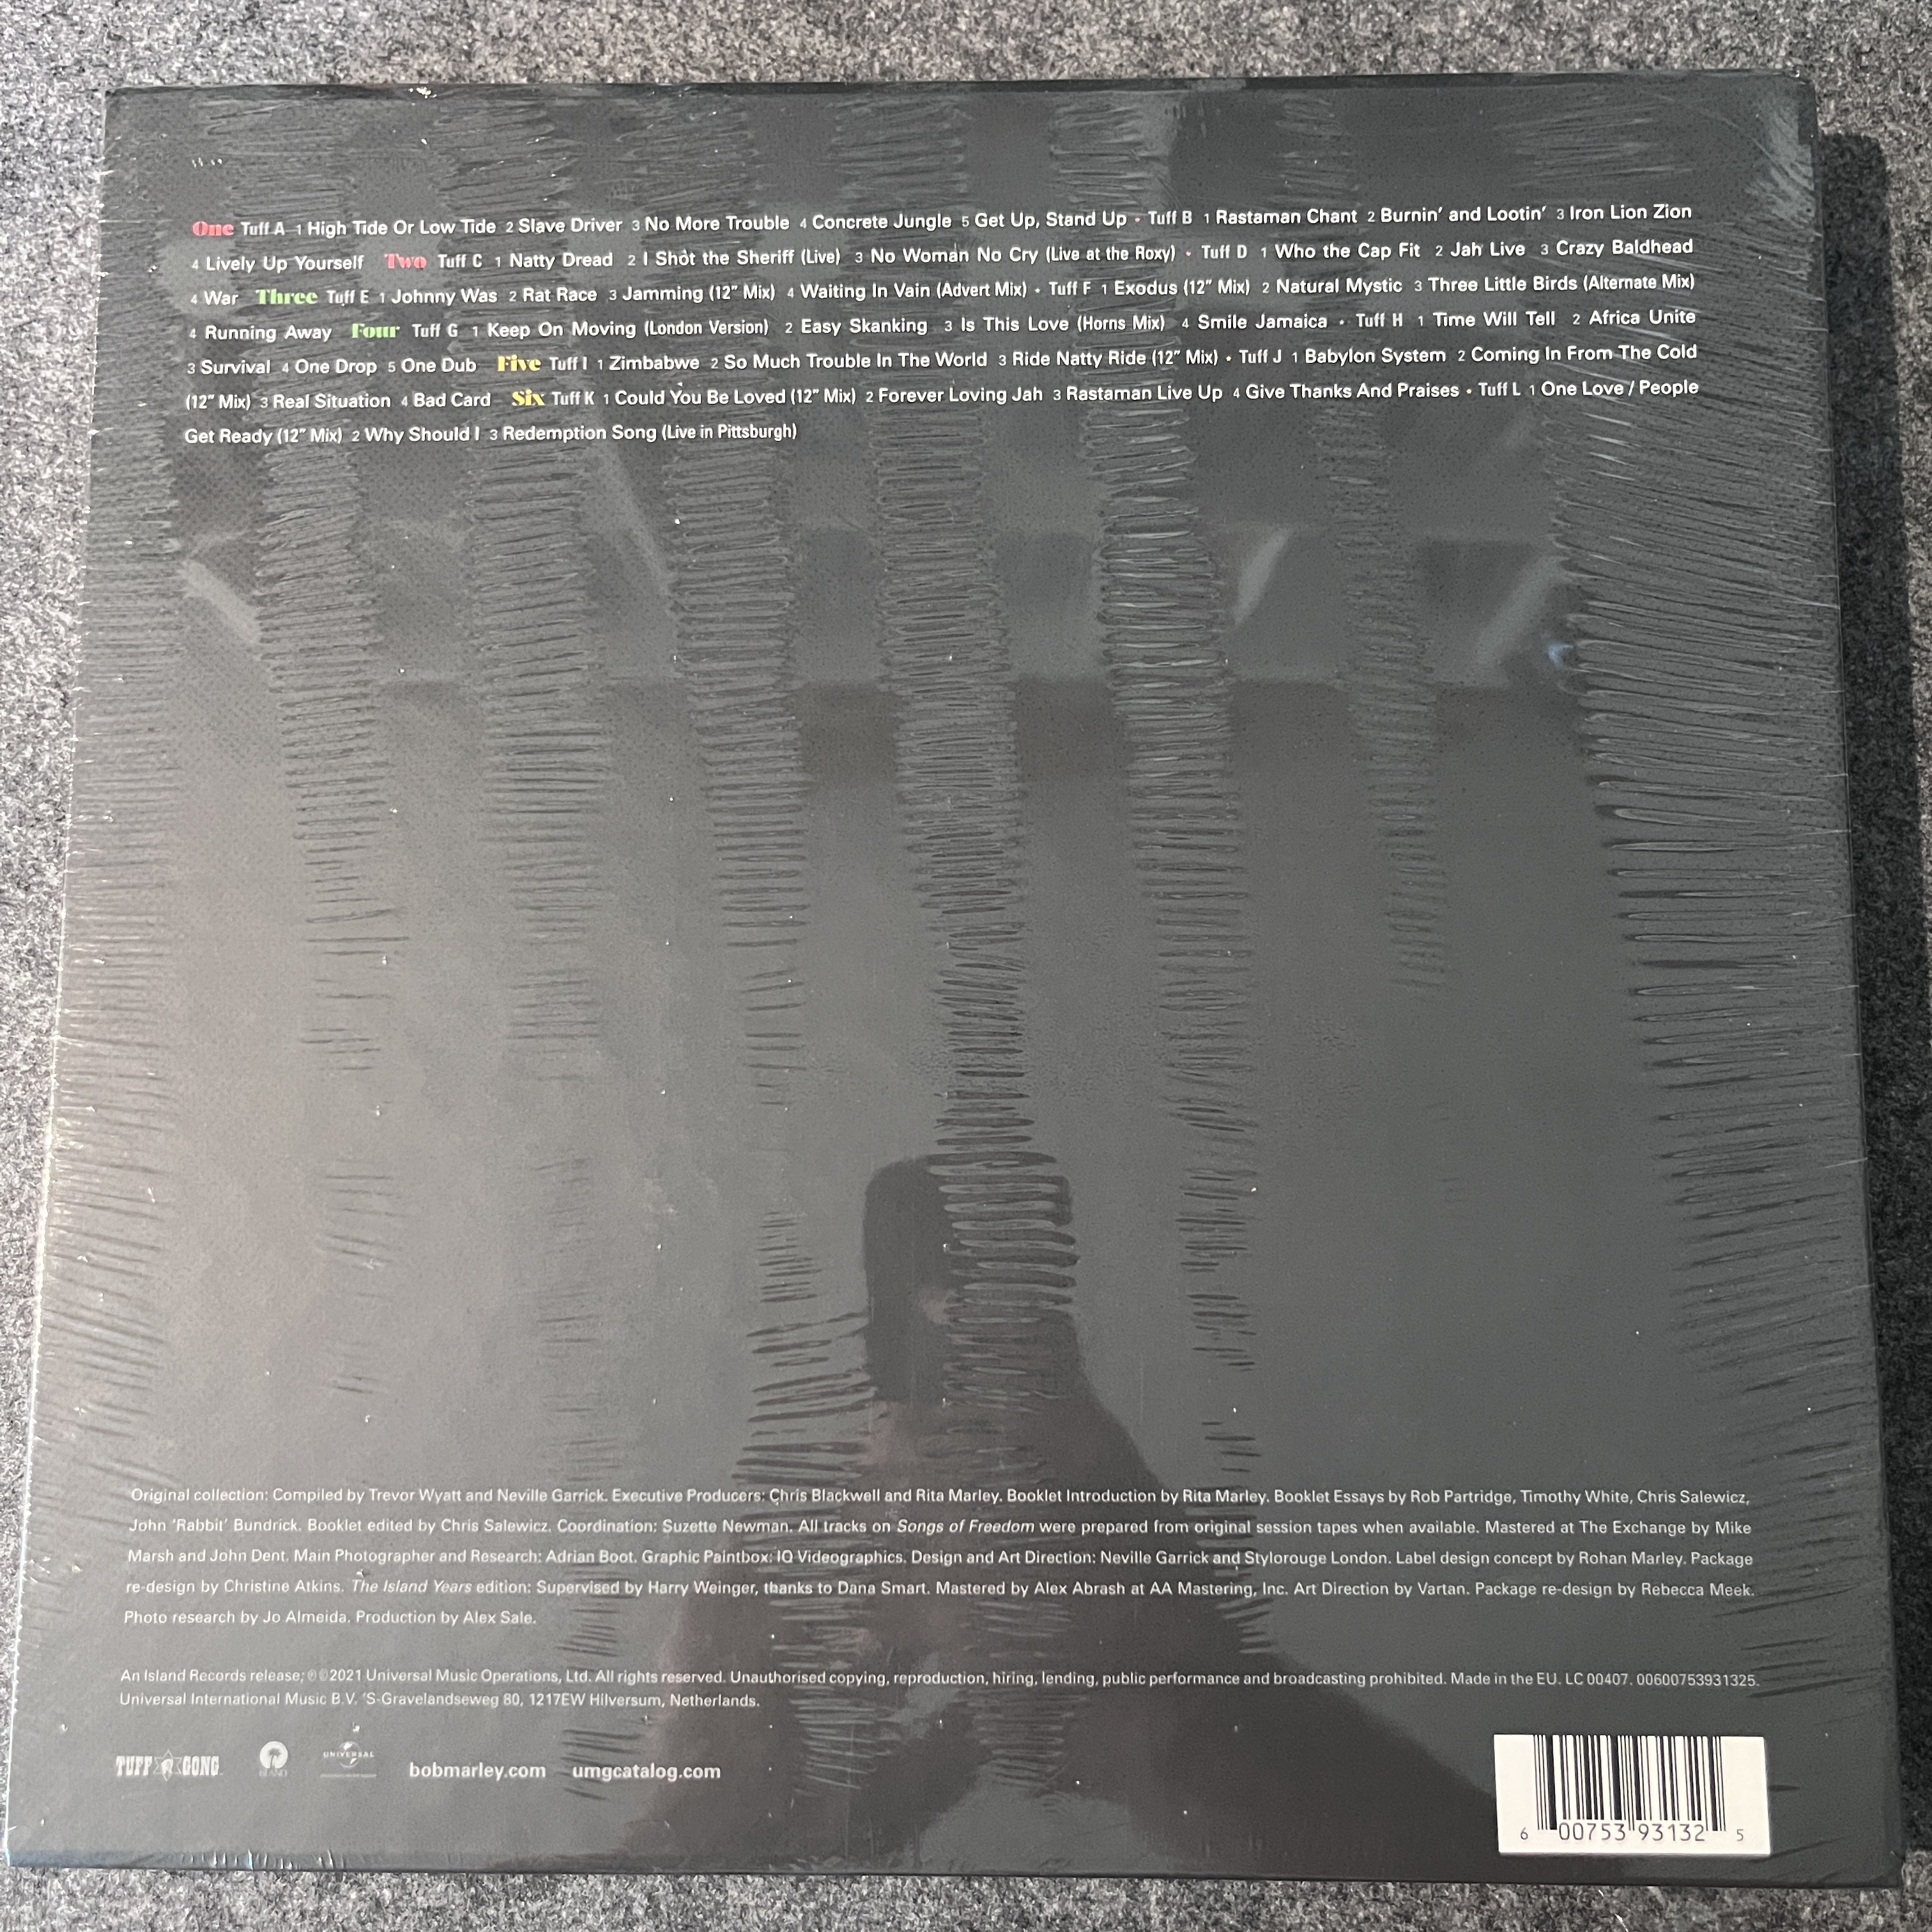 One Tuff A 1 High Tide Or Low Tide 2 Slave Driver 3 No More Trouble 4 Concrete Jungle 5 Get Up, Stand Up • Tuff B 1 Rastaman Chant 2 Burnin' and Lootin' 3 Iron Lion Zion
4 Lively Up Yourself Two Tuff C 1 Natty Dread 2 I Shot the Sheriff (Live) 3 No Woman No Cry (Live at the Roxy) • Tuff D 1 Who the Cap Fit 2 Jah Live 3 Crazy Baldhead
4 War Three Tuff E 1 Johnny Was 2 Rat Race 3 Jamming (12" Mix) 4 Waiting In Vain (Advert Mix) • Tuff F 1 Exodus (12" Mix) 2 Natural Mystic 3 Three Little Birds (Alternate Mix)
4 Running Away Four Tuff G 1 Keep On Moving (London Version) 2 Easy Skanking 3 Is This Love (Horns Mix) 4 Smile Jamaica • Tuff H 1 Time Will Tell 2 Africa Unite
3 Survival 4 One Drop 5 One Dub Five Tuff I 1 Zimbabwe 2 So Much Trouble In The World 3 Ride Natty Ride (12" Mix) • Tuff J 1 Babylon System 2 Coming In From The Cold
(12" Mix) 3 Real Situation 4 Bad Card Six Tuff K 1 Could You Be Loved (12" Mix) 2 Forever Loving Jah 3 Rastaman Live Up 4 Give Thanks And Praises • Tuff L 1 One Love / People
Get Ready (12" Mix) 2 Why Should I 3 Redemption Song (Live in Pittsburgh)
Original collection: Compiled by Trevor Wyatt and Neville Garrick. Executive Producers: Chris Blackwell and Rita Marley. Booklet Introduction by Rita Marley. Booklet Essays by Rob Partridge, Timothy White, Chris Salewicz,
John 'Rabbit' Bundrick. Booklet edited by Chris Salewicz. Coordination: Suzette Newman. All tracks on Songs of Freedom were prepared from original session tapes when available. Mastered at The Exchange by Mike
Marsh and John Dent. Main Photographer and Research: Adrian Boot. Graphic Paintbox: IQ Videographics. Design and Art Direction: Neville Garrick and Stylorouge London. Label design concept by Rohan Marley. Package
re-design by Christine Atkins. The Island Years edition: Supervised by Harry Weinger, thanks to Dana Smart. Mastered by Alex Abrash at AA Mastering, Inc. Art Direction by Vartan. Package re-design by Rebecca Meek.
Photo research by Jo Almeida. Production by Alex Sale.
An Island Records release; ℗©2021 Universal Music Operations, Ltd. All rights reserved. Unauthorised copying, reproduction, hiring, lending, public performance and broadcasting prohibited. Made in the EU. LC 00407. 00600753931325.
Universal International Music B.V. 'S-Gravelandseweg 80, 1217EW Hilversum, Netherlands.
TUFF GONG ISLAND UNIVERSAL bobmarley.com umgcatalog.com
6 00753 93132 5